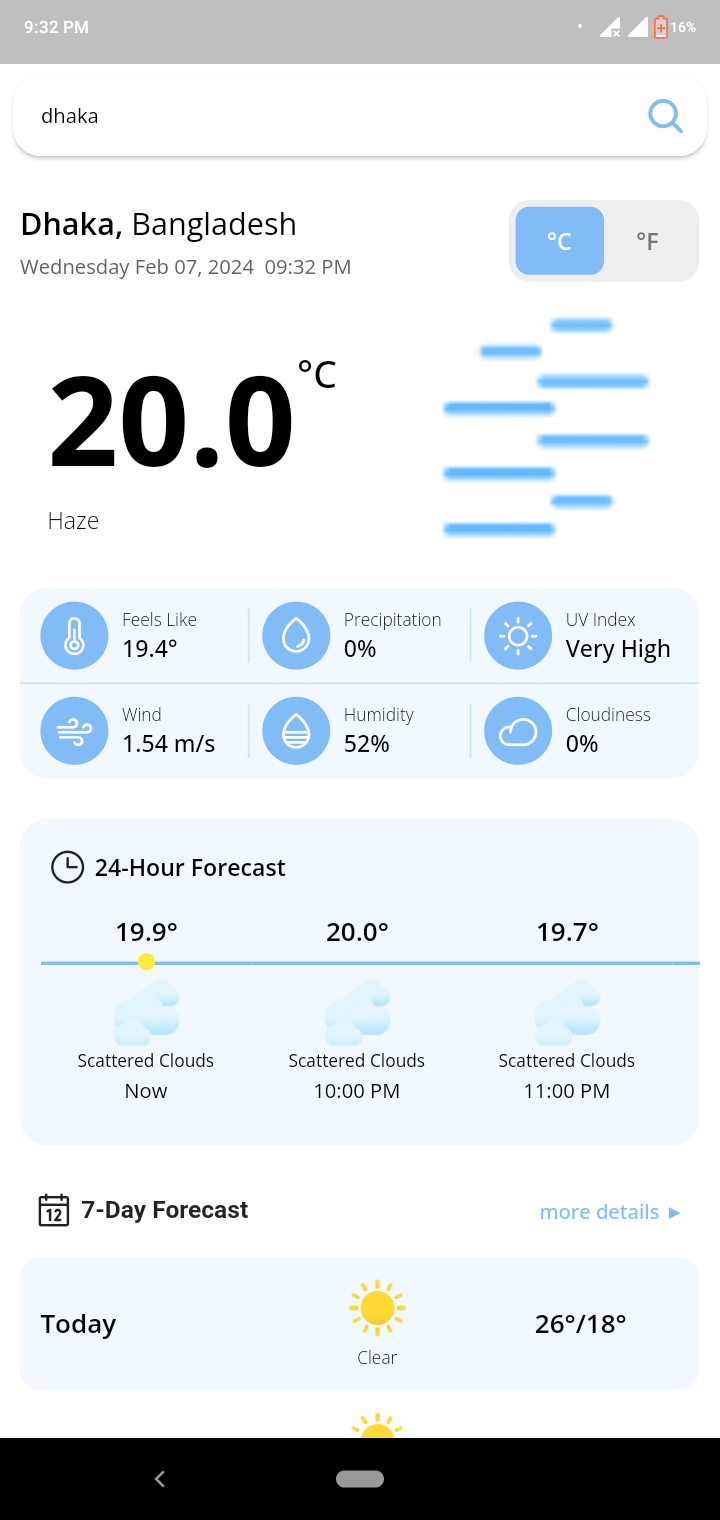 9:32 PM 16%
dhaka
Dhaka, Bangladesh
Wednesday Feb 07, 2024 09:32 PM
°C °F
20.0 °C
Haze
Feels Like Precipitation UV Index
19.4° 0% Very High
Wind Humidity Cloudiness
1.54 m/s 52% 0%
24-Hour Forecast
19.9° 20.0° 19.7°
Scattered Clouds Scattered Clouds Scattered Clouds
Now 10:00 PM 11:00 PM
12 7-Day Forecast more details ►
Today 26°/18°
Clear